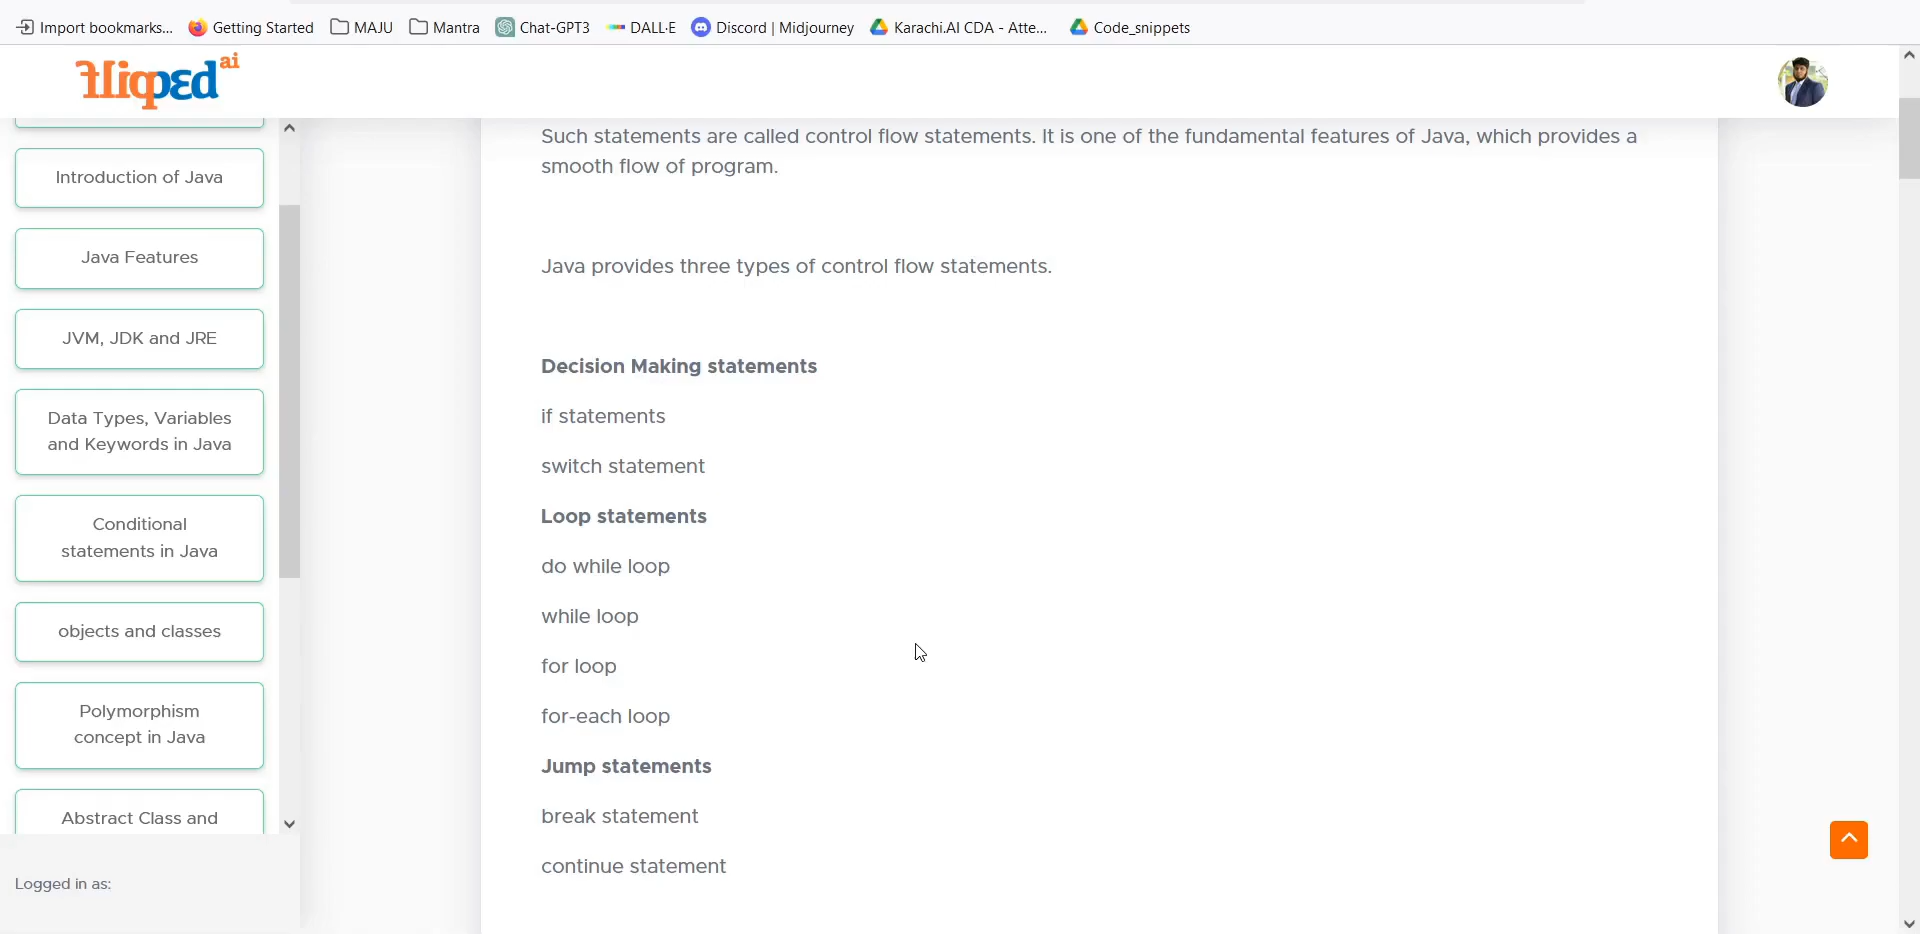 Import bookmarks...
Getting Started
MAJU
Mantra
Chat-GPT3
DALL·E
Discord | Midjourney
Karachi.AI CDA - Atte...
Code_snippets
fliqped ai
Introduction of Java
Java Features
JVM, JDK and JRE
Data Types, Variables
and Keywords in Java
Conditional
statements in Java
objects and classes
Polymorphism
concept in Java
Abstract Class and
Logged in as:
Such statements are called control flow statements. It is one of the fundamental features of Java, which provides a
smooth flow of program.
Java provides three types of control flow statements.
Decision Making statements
if statements
switch statement
Loop statements
do while loop
while loop
for loop
for-each loop
Jump statements
break statement
continue statement